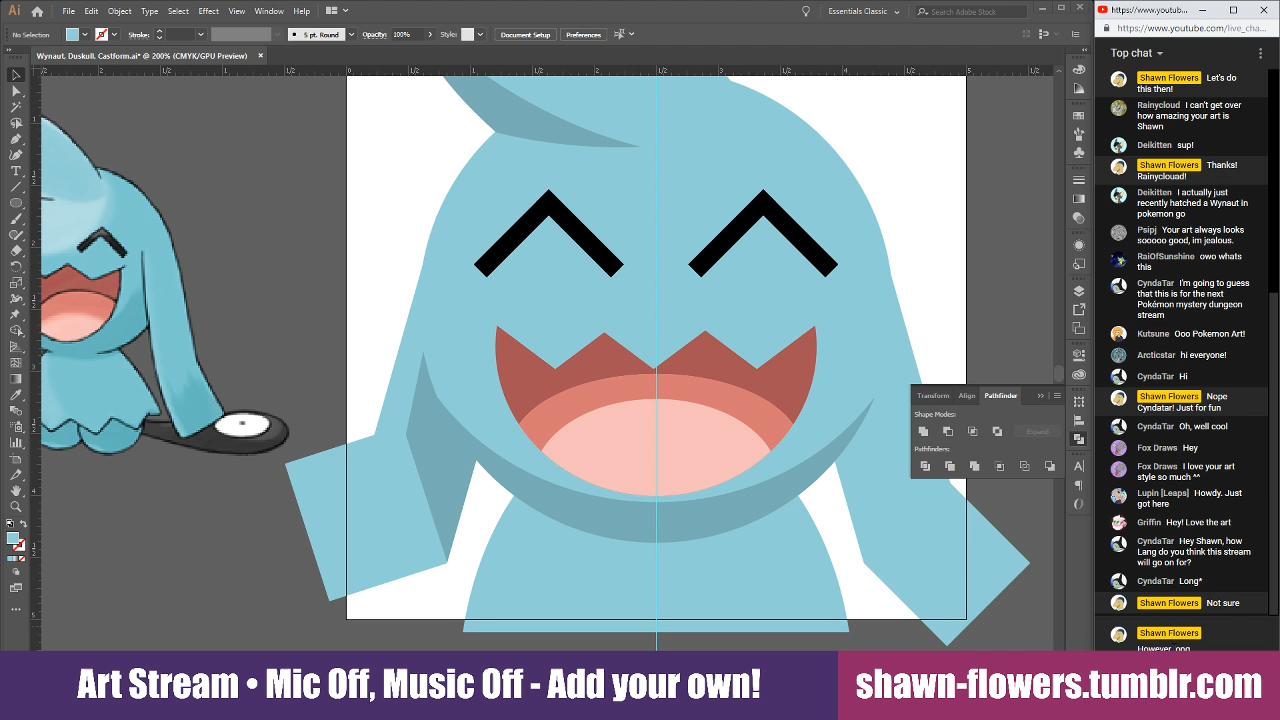 Ai File Edit Object Type Select Effect View Window Help Essentials Classic Search Adobe Stock
No Selection Stroke: 5 pt. Round Opacity: 100% Styles: Document Setup Preferences
Wynaut, Duskull, Castform.ai* @ 200% (CMYK/GPU Preview)
https://www.youtub...
https://www.youtube.com/live_cha...
Top chat
Shawn Flowers Let's do
this then!
Rainycloud I can't get over
how amazing your art is
Shawn
Deikitten sup!
Shawn Flowers Thanks!
Rainyclouad!
Deikitten I actually just
recently hatched a Wynaut in
pokemon go
Psipj Your art always looks
sooooo good, im jealous.
RaiOfSunshine owo whats
this
CyndaTar I'm going to guess
that this is for the next
Pokémon mystery dungeon
stream
Kutsune Ooo Pokemon Art!
Arcticstar hi everyone!
CyndaTar Hi
Shawn Flowers Nope
Cyndatar! Just for fun
CyndaTar Oh, well cool
Fox Draws Hey
Fox Draws I love your art
style so much ^^
Lupin [Leaps] Howdy. Just
got here
Griffin Hey! Love the art
CyndaTar Hey Shawn, how
Lang do you think this stream
will go on for?
CyndaTar Long*
Shawn Flowers Not sure
Shawn Flowers
Transform Align Pathfinder
Shape Modes:
Expand
Pathfinders:
Art Stream • Mic Off, Music Off - Add your own!
shawn-flowers.tumblr.com